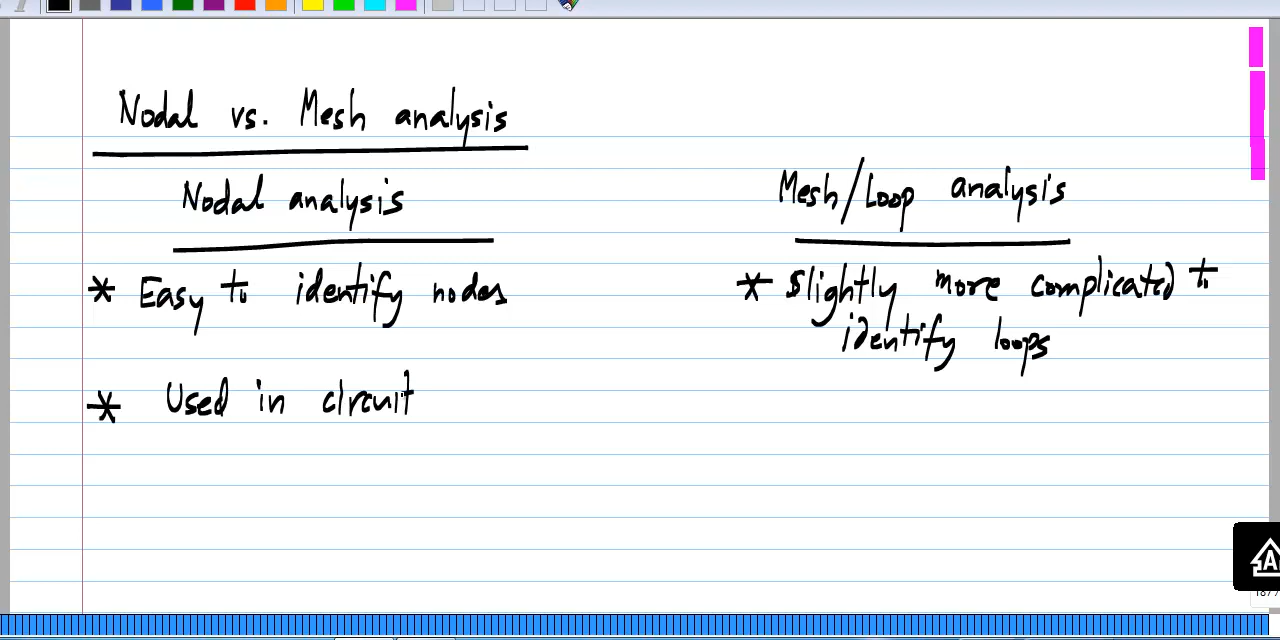 Nodal vs. Mesh analysis
Nodal analysis
Mesh/Loop analysis
* Easy to identify nodes
* Slightly more complicated to
identify loops
* Used in circuit
A